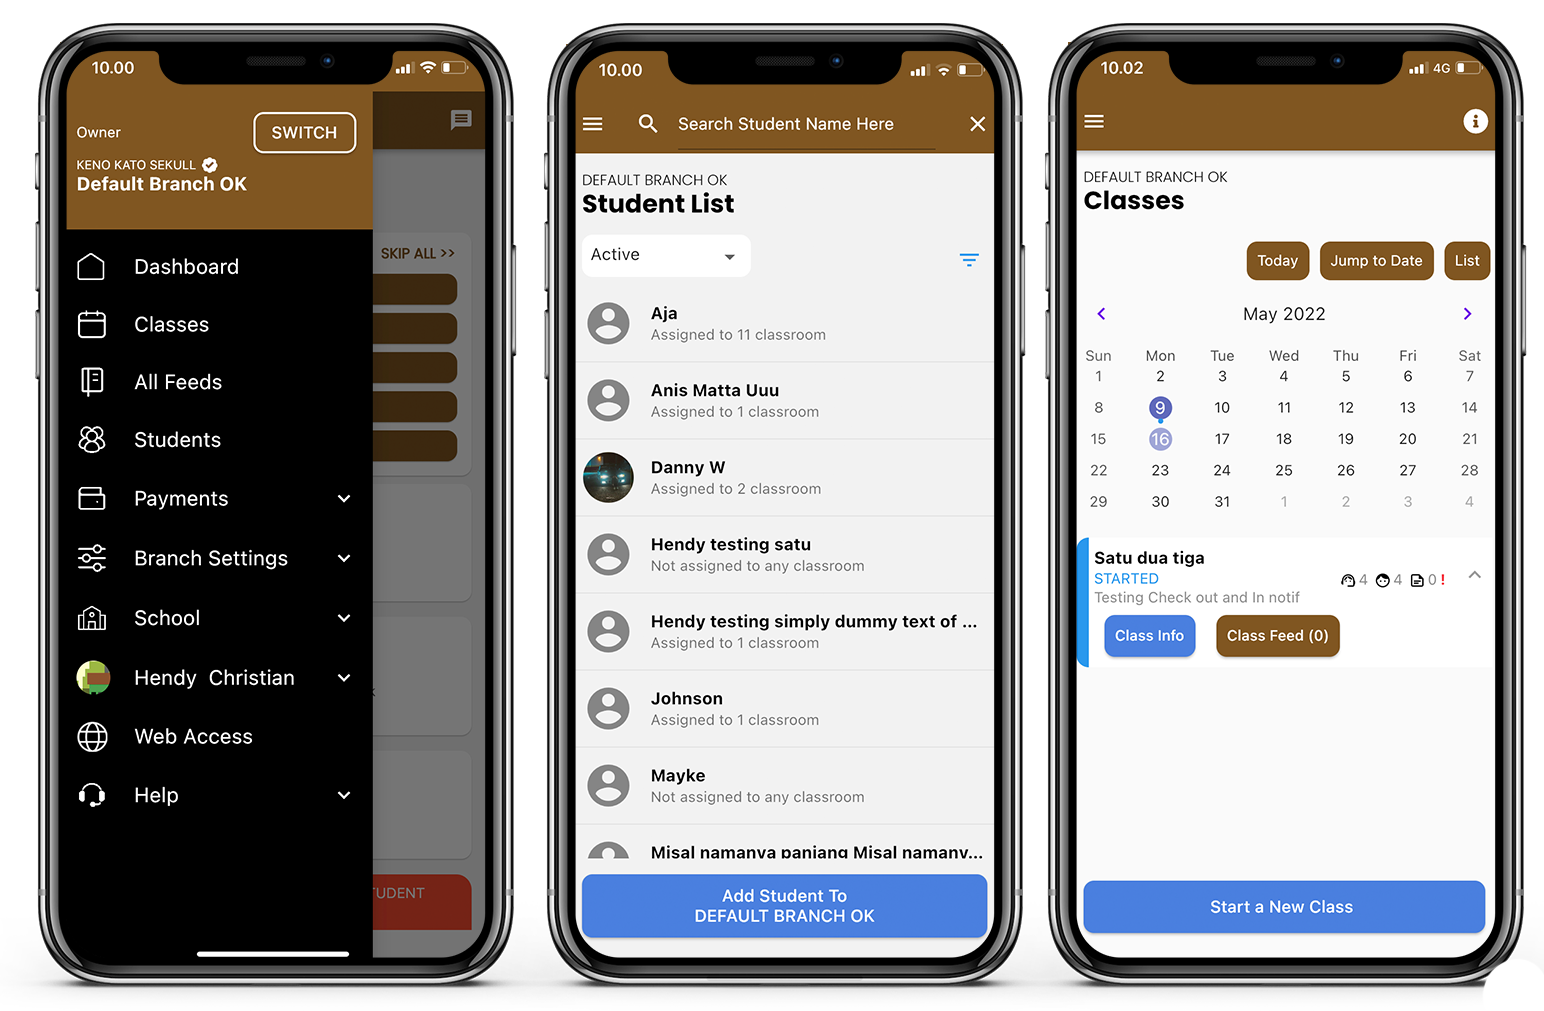 10.00
Owner
SWITCH
KENO KATO SEKULL
Default Branch OK
SKIP ALL >>
Dashboard
Classes
All Feeds
Students
Payments
Branch Settings
School
Hendy Christian
Web Access
Help
TUDENT
10.00
Search Student Name Here
DEFAULT BRANCH OK
Student List
Active
Aja
Assigned to 11 classroom
Anis Matta Uuu
Assigned to 1 classroom
Danny W
Assigned to 2 classroom
Hendy testing satu
Not assigned to any classroom
Hendy testing simply dummy text of ...
Assigned to 1 classroom
Johnson
Assigned to 1 classroom
Mayke
Not assigned to any classroom
Misal namanya panjang Misal namany...
Add Student To
DEFAULT BRANCH OK
10.02
4G
DEFAULT BRANCH OK
Classes
Today Jump to Date List
May 2022
Sun Mon Tue Wed Thu Fri Sat
1 2 3 4 5 6 7
8 9 10 11 12 13 14
15 16 17 18 19 20 21
22 23 24 25 26 27 28
29 30 31 1 2 3 4
Satu dua tiga
STARTED
4 4 0 !
Testing Check out and In notif
Class Info Class Feed (0)
Start a New Class